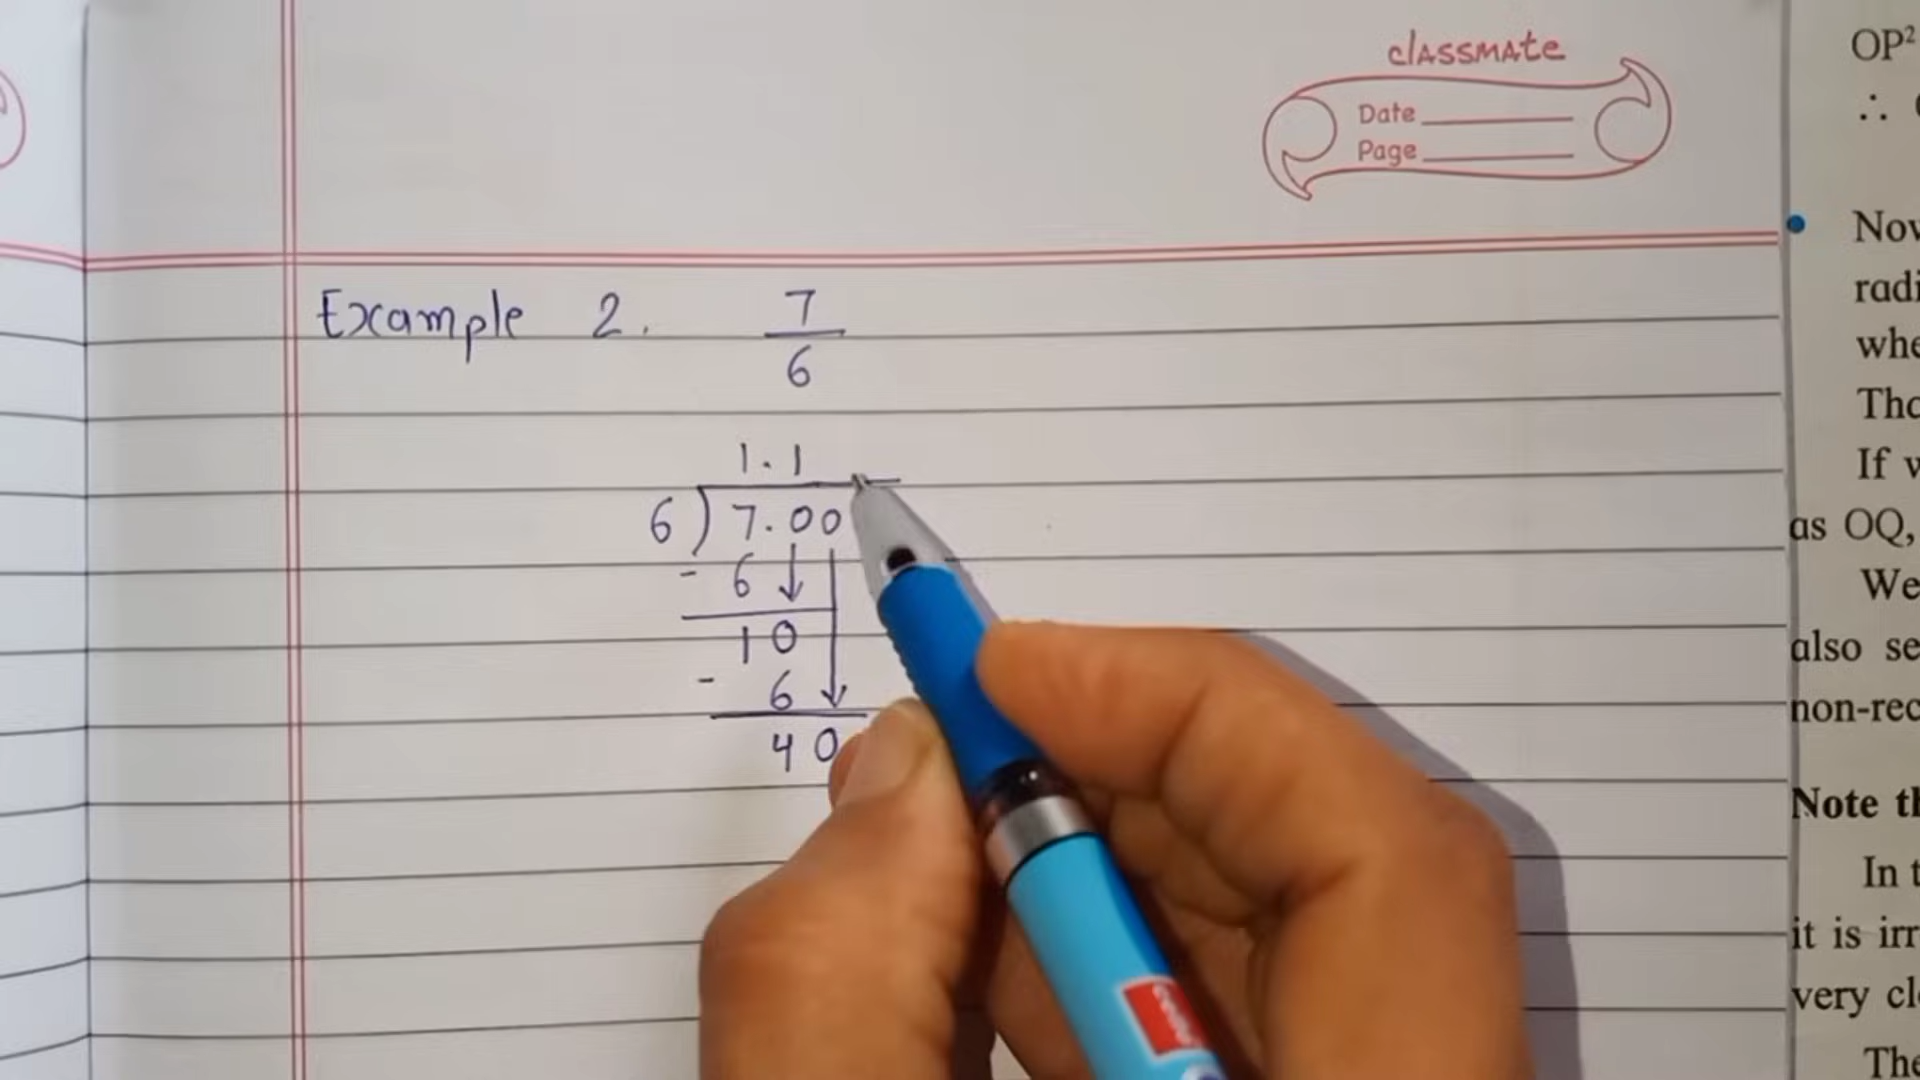 classmate
Date
Page
Example 2. 7
6
1.1
6 ) 7.00
- 6
10
- 6
40
OP²
∴
Now
radi
whe
Tha
If w
as OQ,
We
also se
non-rec
Note th
In t
it is irr
very cl
The